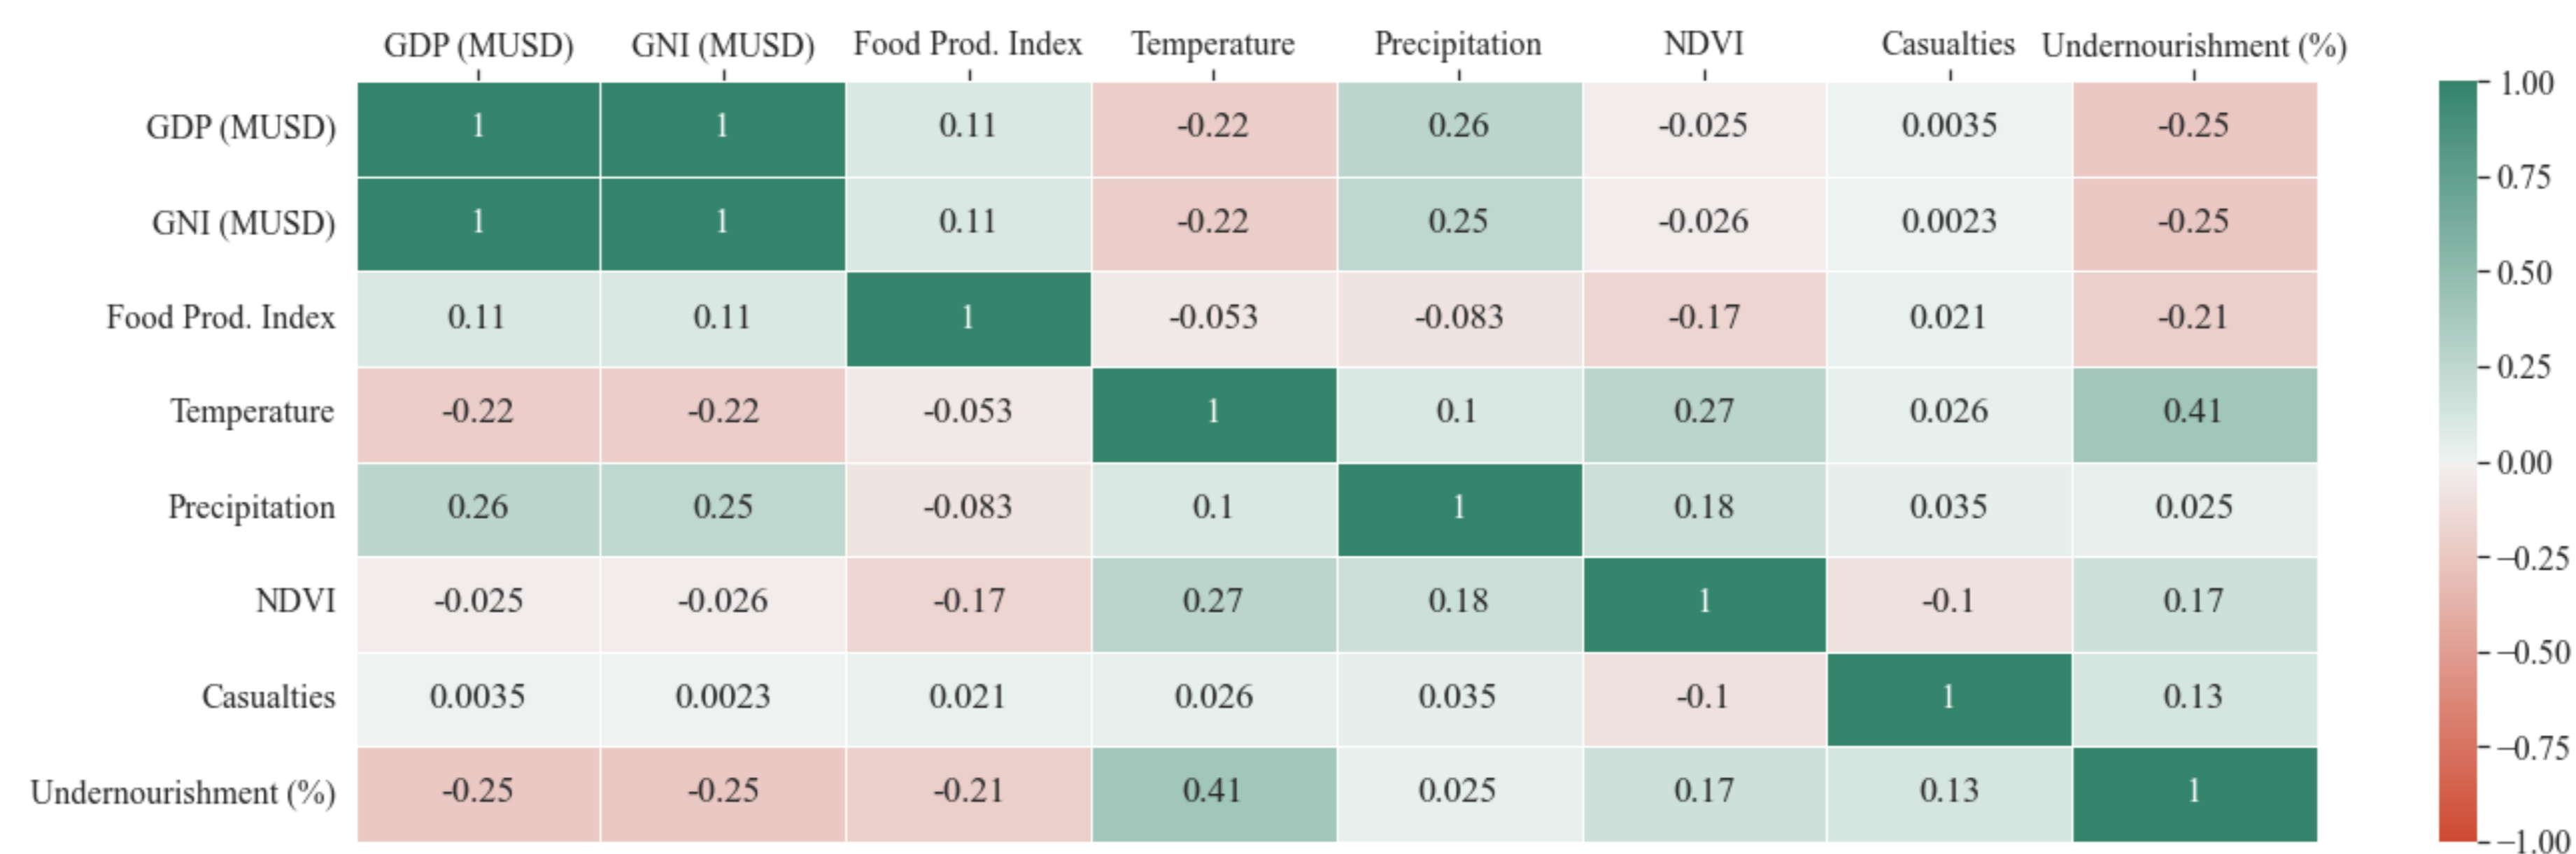 GDP (MUSD) GNI (MUSD) Food Prod. Index Temperature Precipitation NDVI Casualties Undernourishment (%)
GDP (MUSD) 1 1 0.11 -0.22 0.26 -0.025 0.0035 -0.25
GNI (MUSD) 1 1 0.11 -0.22 0.25 -0.026 0.0023 -0.25
Food Prod. Index 0.11 0.11 1 -0.053 -0.083 -0.17 0.021 -0.21
Temperature -0.22 -0.22 -0.053 1 0.1 0.27 0.026 0.41
Precipitation 0.26 0.25 -0.083 0.1 1 0.18 0.035 0.025
NDVI -0.025 -0.026 -0.17 0.27 0.18 1 -0.1 0.17
Casualties 0.0035 0.0023 0.021 0.026 0.035 -0.1 1 0.13
Undernourishment (%) -0.25 -0.25 -0.21 0.41 0.025 0.17 0.13 1
1.00
0.75
0.50
0.25
0.00
−0.25
−0.50
−0.75
−1.00